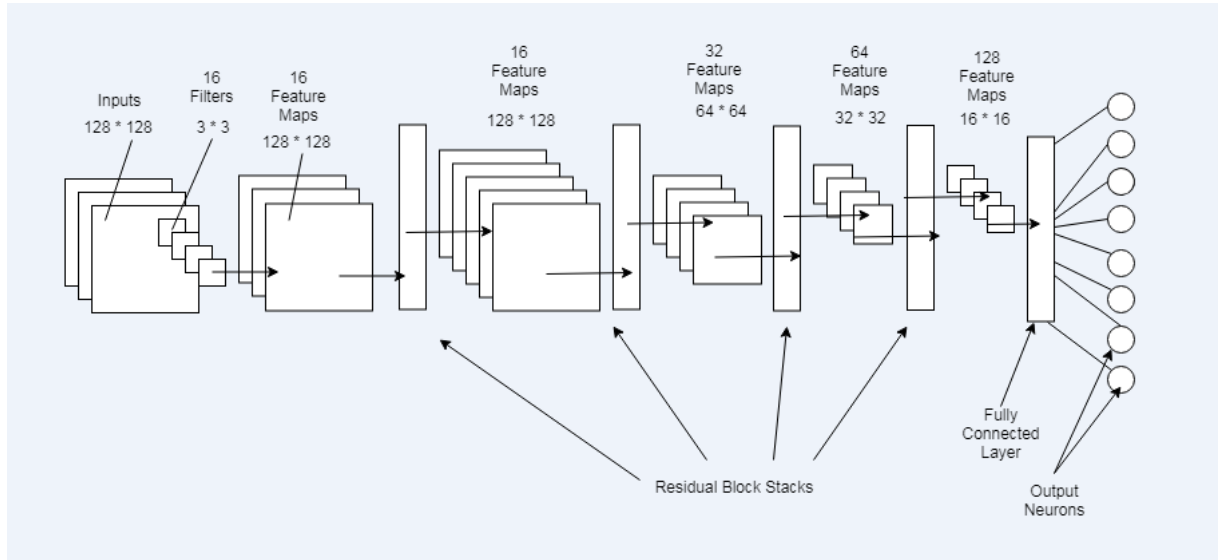 Inputs
128 * 128
16
Filters
3 * 3
16
Feature
Maps
128 * 128
16
Feature
Maps
128 * 128
32
Feature
Maps
64 * 64
64
Feature
Maps
32 * 32
128
Feature
Maps
16 * 16
Residual Block Stacks
Fully
Connected
Layer
Output
Neurons